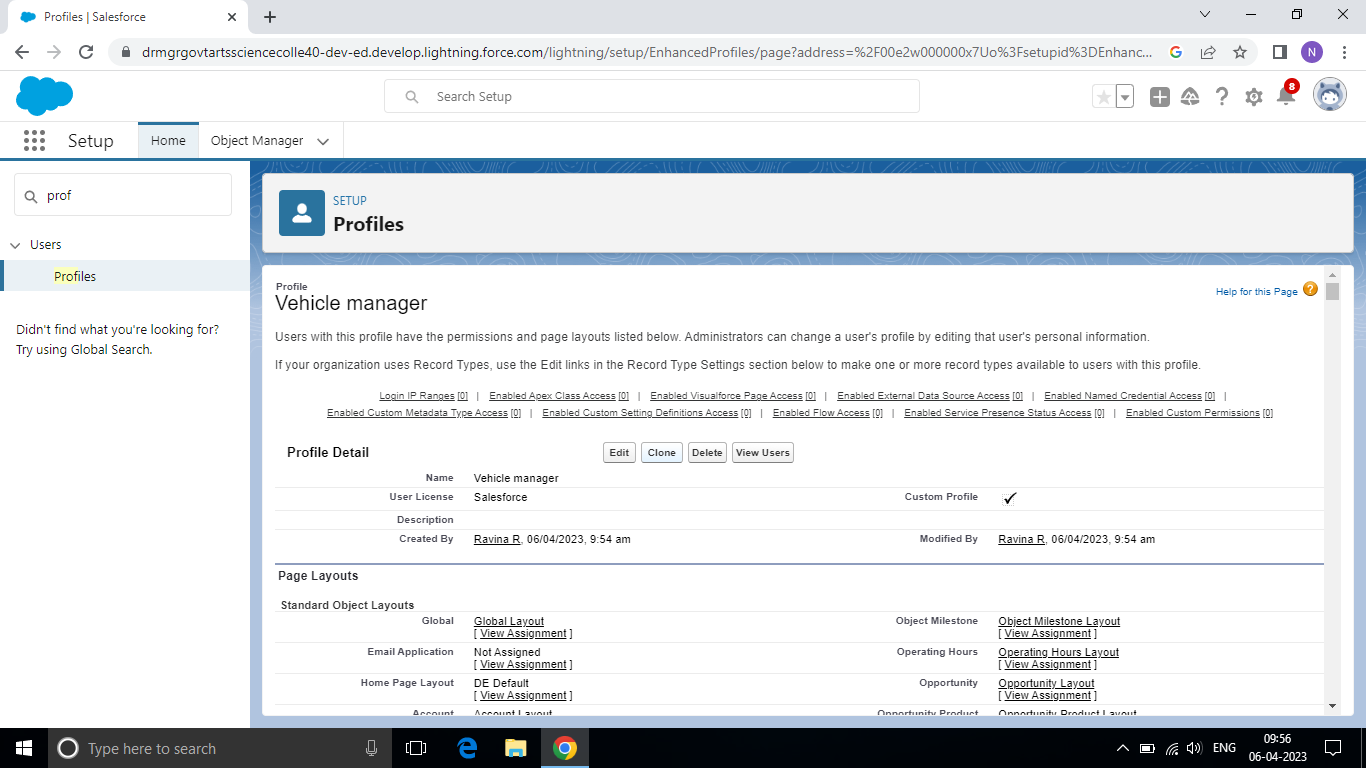 Profiles | Salesforce
drmgrgovtartssciencecolle40-dev-ed.develop.lightning.force.com/lightning/setup/EnhancedProfiles/page?address=%2F00e2w000000x7Uo%3Fsetupid%3DEnhanc...
N
Search Setup
8
Setup
Home
Object Manager
prof
Users
Profiles
Didn't find what you're looking for?
Try using Global Search.
SETUP
Profiles
Profile
Vehicle manager
Help for this Page ?
Users with this profile have the permissions and page layouts listed below. Administrators can change a user's profile by editing that user's personal information.
If your organization uses Record Types, use the Edit links in the Record Type Settings section below to make one or more record types available to users with this profile.
Login IP Ranges [0] | Enabled Apex Class Access [0] | Enabled Visualforce Page Access [0] | Enabled External Data Source Access [0] | Enabled Named Credential Access [0] |
Enabled Custom Metadata Type Access [0] | Enabled Custom Setting Definitions Access [0] | Enabled Flow Access [0] | Enabled Service Presence Status Access [0] | Enabled Custom Permissions [0]
Profile Detail Edit Clone Delete View Users
Name Vehicle manager
User License Salesforce Custom Profile
Description
Created By Ravina R, 06/04/2023, 9:54 am Modified By Ravina R, 06/04/2023, 9:54 am
Page Layouts
Standard Object Layouts
Global Global Layout Object Milestone Object Milestone Layout
[ View Assignment ] [ View Assignment ]
Email Application Not Assigned Operating Hours Operating Hours Layout
[ View Assignment ] [ View Assignment ]
Home Page Layout DE Default Opportunity Opportunity Layout
[ View Assignment ] [ View Assignment ]
Account Account Layout Opportunity Product Opportunity Product Layout
Type here to search
ENG
09:56
06-04-2023